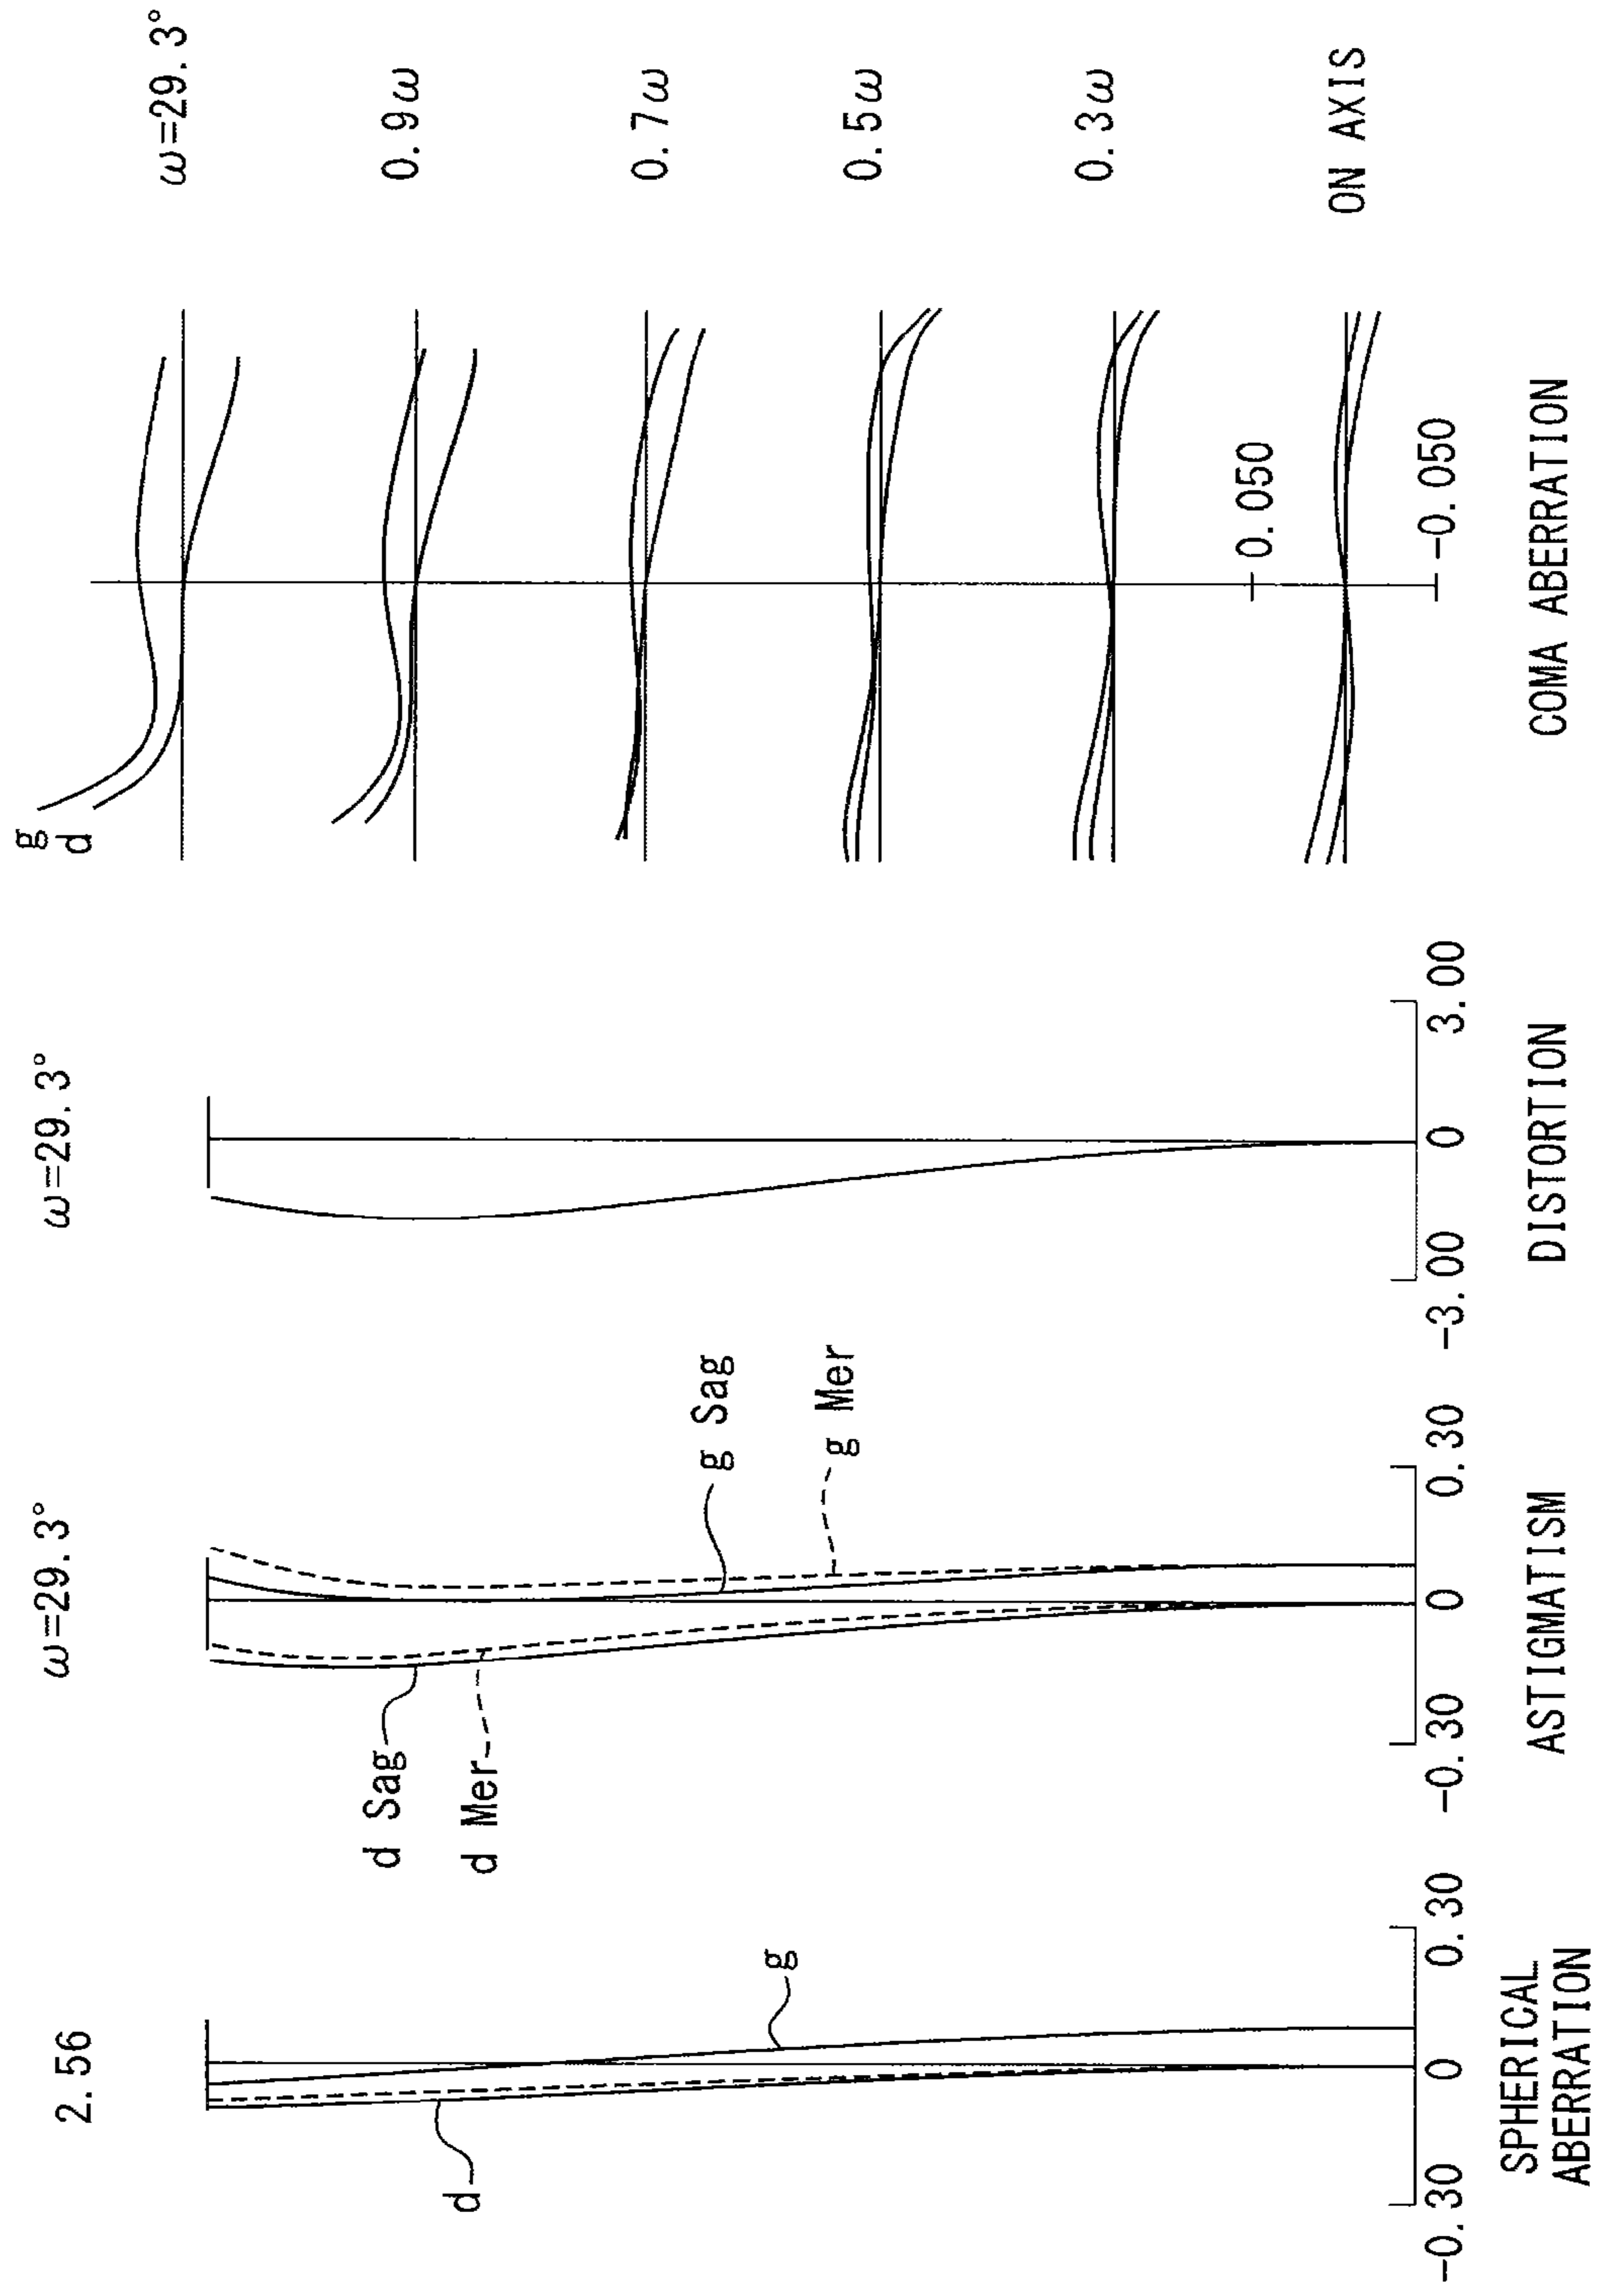 2.56
d
g
-0.30
0
0.30
SPHERICAL
ABERRATION
ω=29.3°
d Sag
d Mer
g Sag
g Mer
-0.30
0
0.30
ASTIGMATISM
ω=29.3°
-3.00
0
3.00
DISTORTION
g
d
ω=29.3°
0.9ω
0.7ω
0.5ω
0.3ω
0.050
ON AXIS
-0.050
COMA ABERRATION